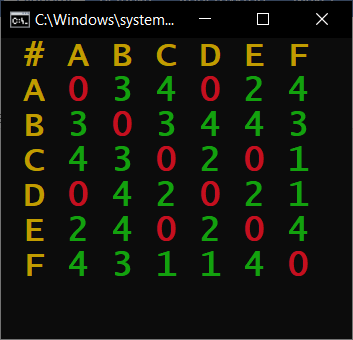 C:\Windows\system...
# A B C D E F
A 0 3 4 0 2 4
B 3 0 3 4 4 3
C 4 3 0 2 0 1
D 0 4 2 0 2 1
E 2 4 0 2 0 4
F 4 3 1 1 4 0